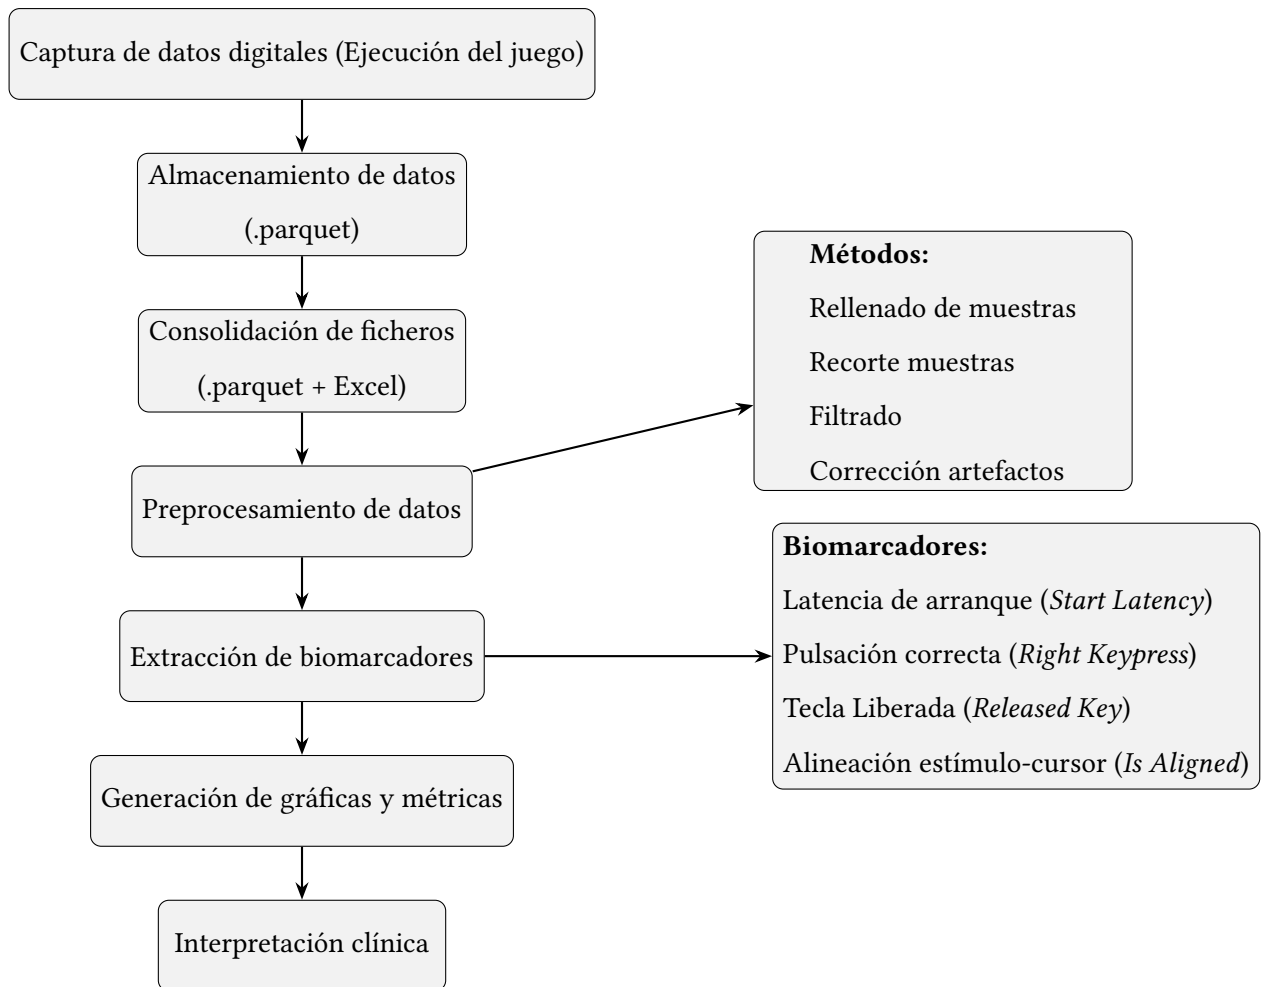 Captura de datos digitales (Ejecución del juego)
Almacenamiento de datos
(.parquet)
Consolidación de ficheros
(.parquet + Excel)
Preprocesamiento de datos
Métodos:
Rellenado de muestras
Recorte muestras
Filtrado
Corrección artefactos
Extracción de biomarcadores
Biomarcadores:
Latencia de arranque (Start Latency)
Pulsación correcta (Right Keypress)
Tecla Liberada (Released Key)
Alineación estímulo-cursor (Is Aligned)
Generación de gráficas y métricas
Interpretación clínica